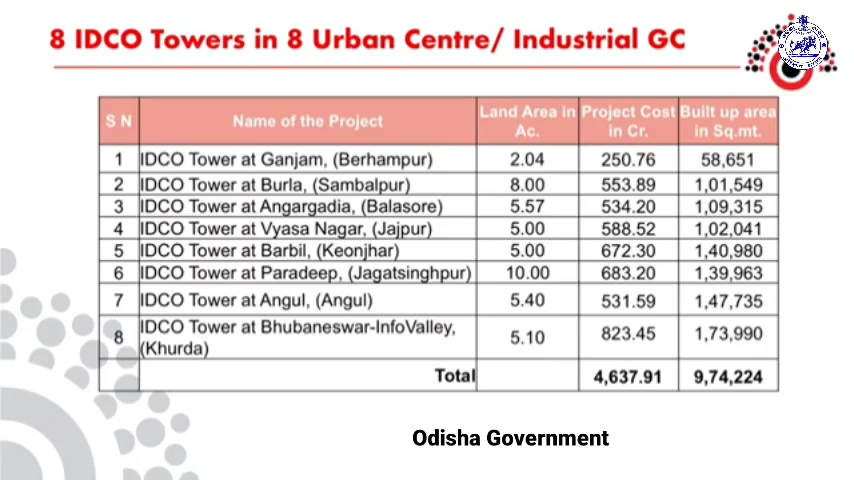 8 IDCO Towers in 8 Urban Centre/ Industrial GC
S N Name of the Project Land Area in Ac. Project Cost in Cr. Built up area in Sq.mt.
1 IDCO Tower at Ganjam, (Berhampur) 2.04 250.76 58,651
2 IDCO Tower at Burla, (Sambalpur) 8.00 553.89 1,01,549
3 IDCO Tower at Angargadia, (Balasore) 5.57 534.20 1,09,315
4 IDCO Tower at Vyasa Nagar, (Jajpur) 5.00 588.52 1,02,041
5 IDCO Tower at Barbil, (Keonjhar) 5.00 672.30 1,40,980
6 IDCO Tower at Paradeep, (Jagatsinghpur) 10.00 683.20 1,39,963
7 IDCO Tower at Angul, (Angul) 5.40 531.59 1,47,735
8 IDCO Tower at Bhubaneswar-InfoValley, (Khurda) 5.10 823.45 1,73,990
Total 4,637.91 9,74,224
Odisha Government